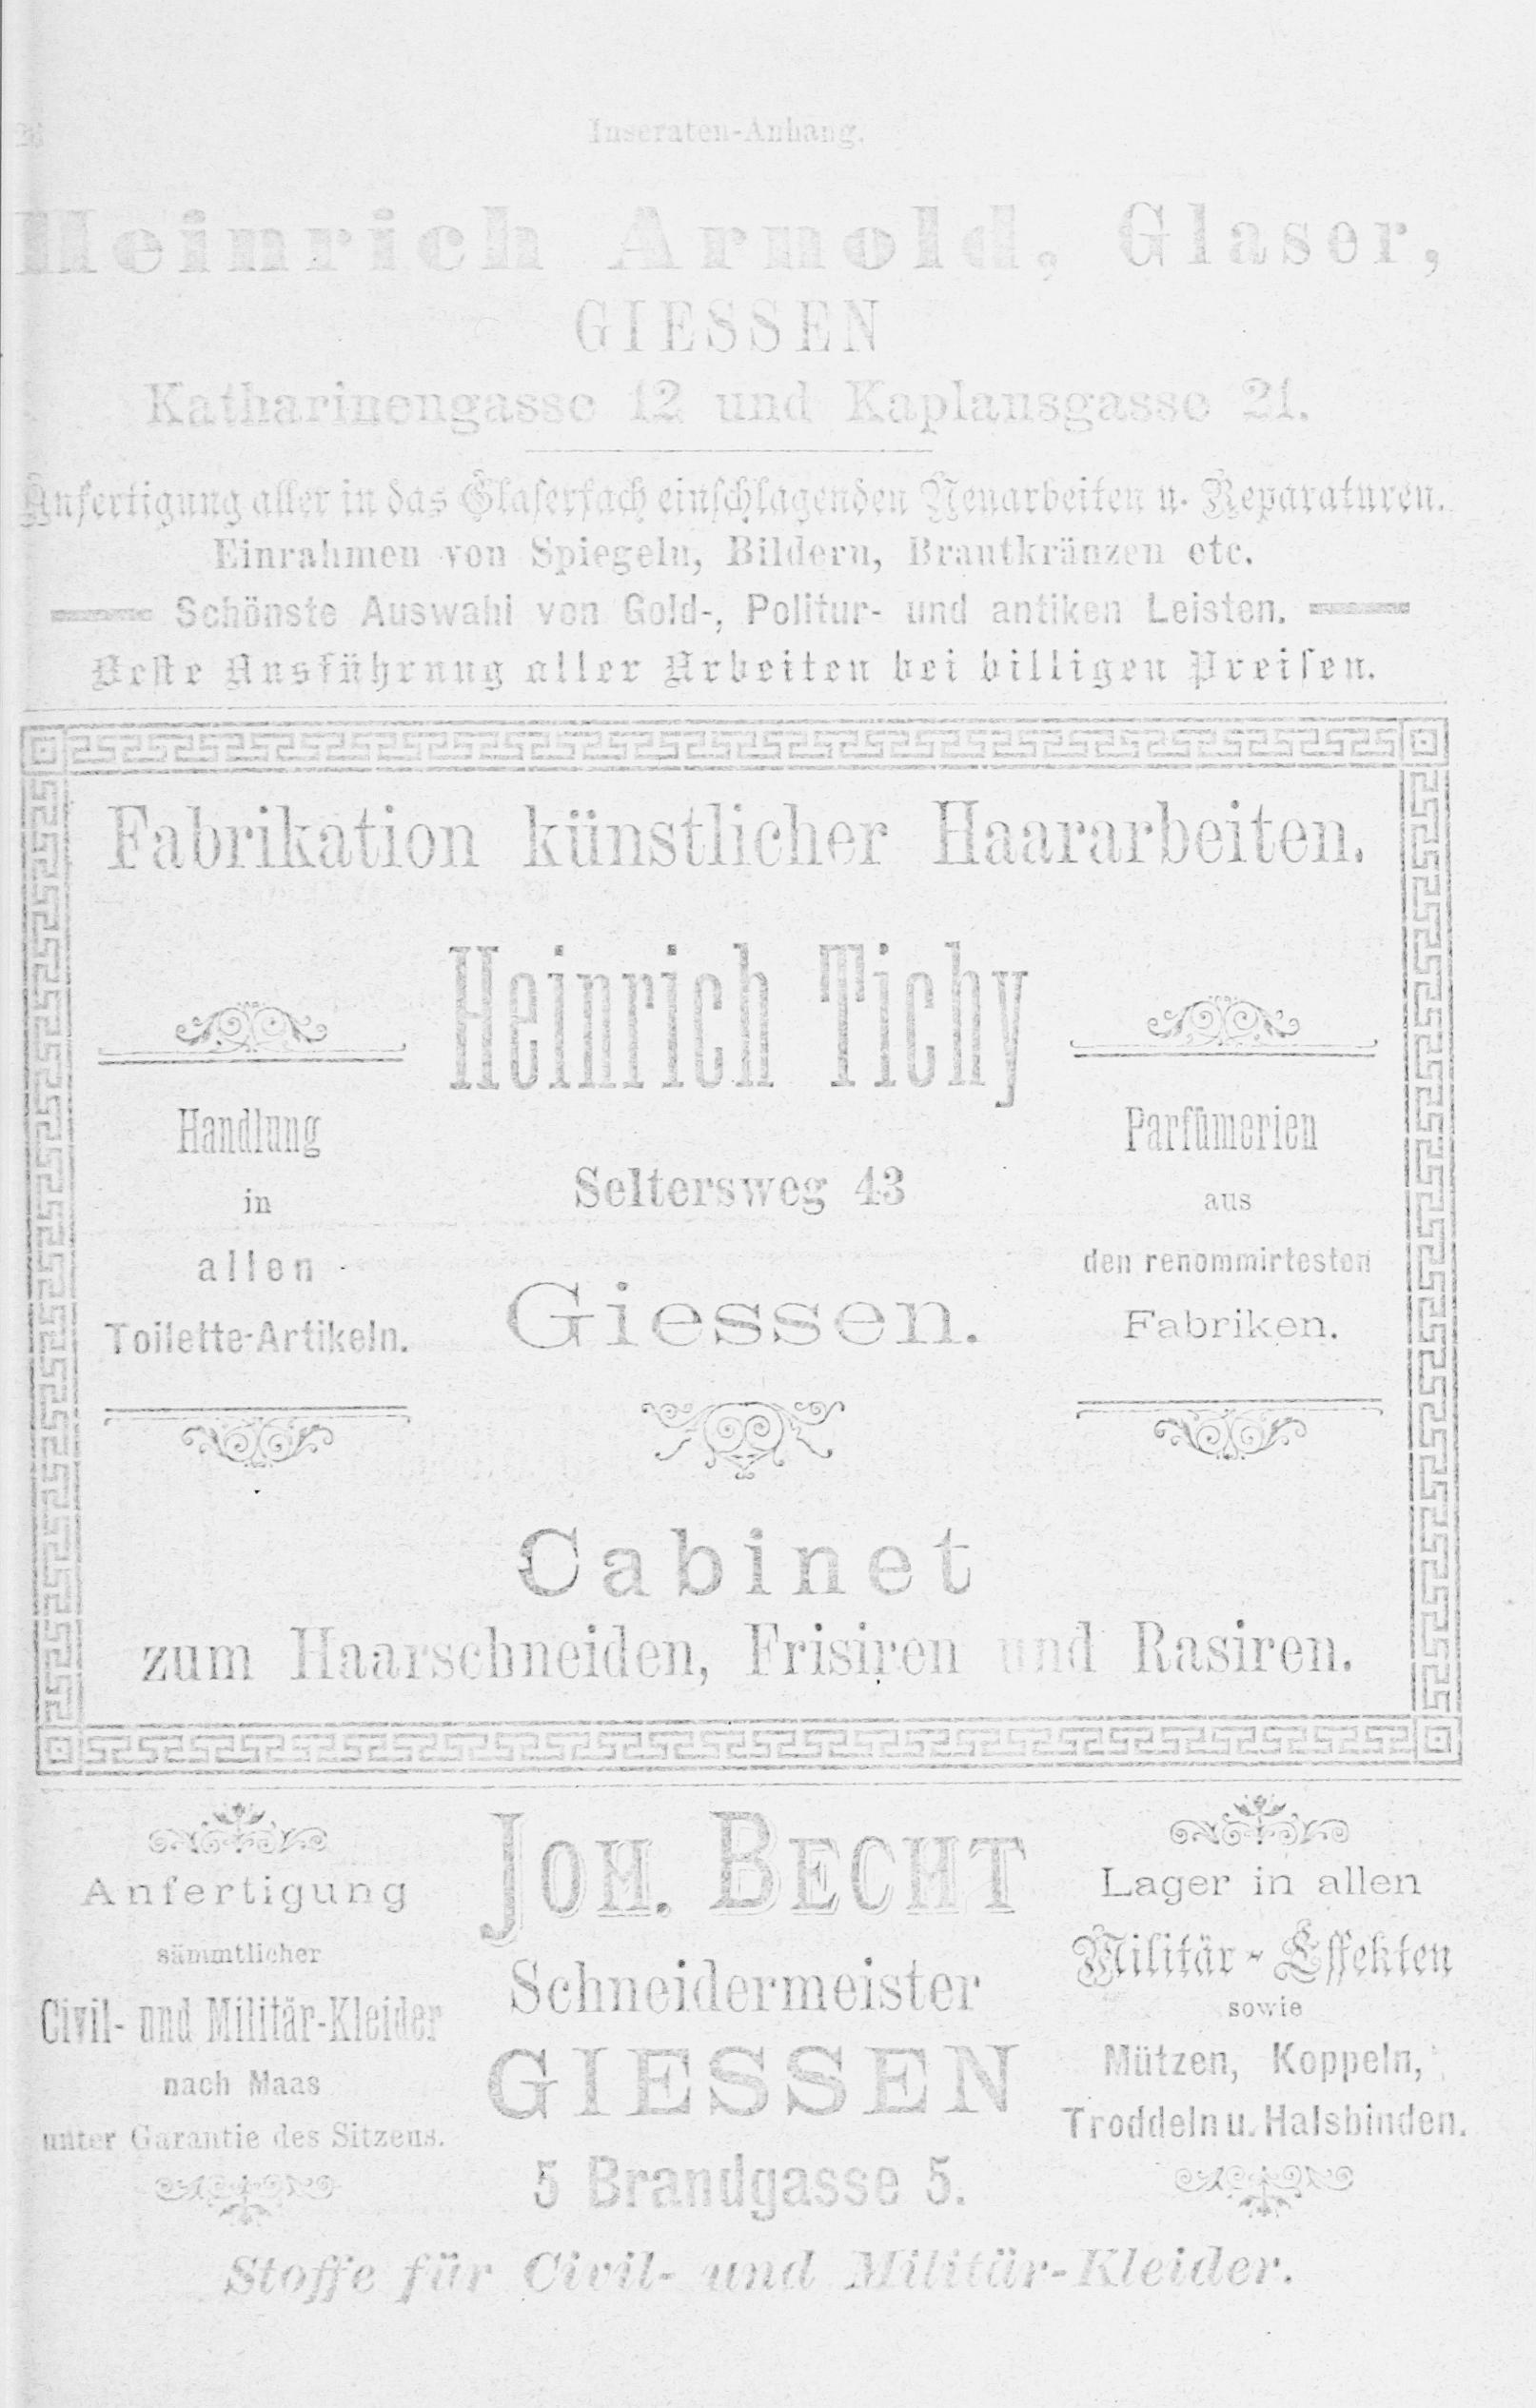 Inseraten-Anhang.
Heinrich Arnold, Glaser,
GIESSEN
Katharinengasse 12 und Kaplansgasse 21.
Anfertigung aller in das Glaserfach einschlagenden Neuarbeiten u. Reparaturen.
Einrahmen von Spiegeln, Bildern, Brautkränzen etc.
Schönste Auswahl von Gold-, Politur- und antiken Leisten.
Beste Ausführung aller Arbeiten bei billigen Preisen.
Fabrikation künstlicher Haararbeiten.
Heinrich Tichy
Seltersweg 43
Giessen.
Handlung
in
allen
Toilette-Artikeln.
Parfümerien
aus
den renommirtesten
Fabriken.
Cabinet
zum Haarschneiden, Frisiren und Rasiren.
Anfertigung
sämmtlicher
Civil- und Militär-Kleider
nach Maas
unter Garantie des Sitzens.
JOH. BECHT
Schneidermeister
GIESSEN
5 Brandgasse 5.
Lager in allen
Militär-Effekten
sowie
Mützen, Koppeln,
Troddeln u. Halsbinden.
Stoffe für Civil- und Militär-Kleider.